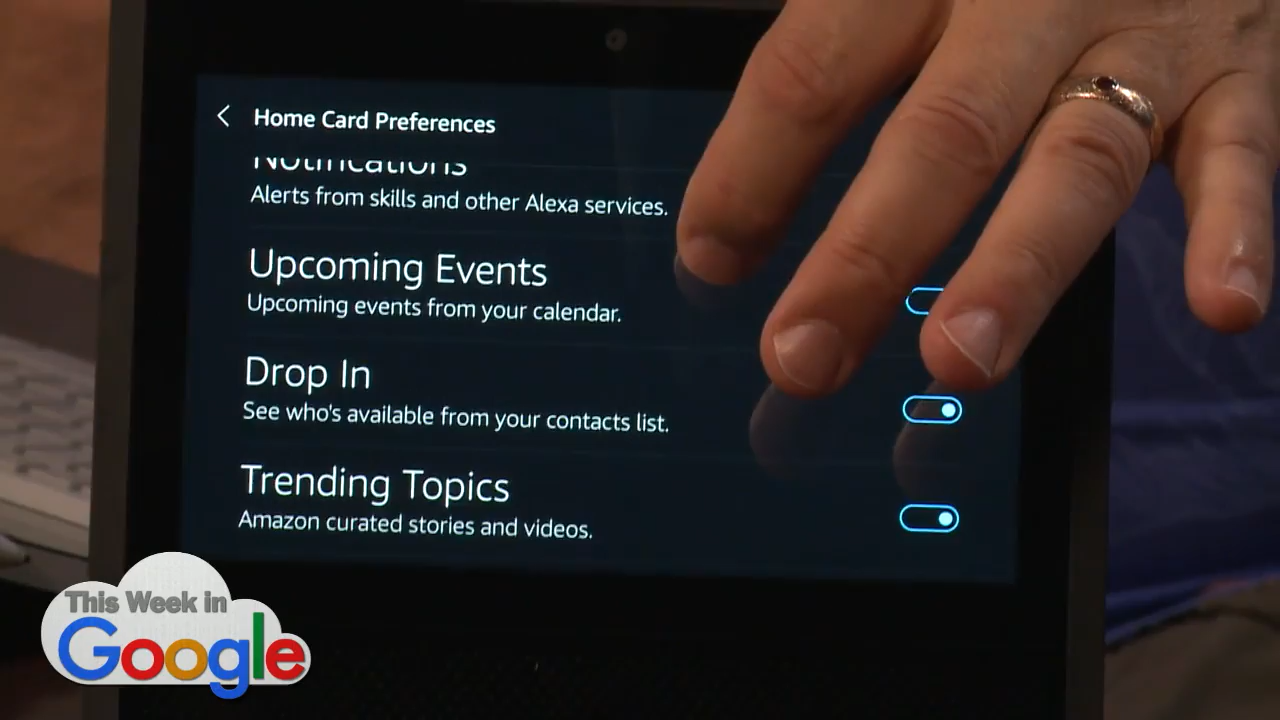 Home Card Preferences
Notifications
Alerts from skills and other Alexa services.
Upcoming Events
Upcoming events from your calendar.
Drop In
See who's available from your contacts list.
Trending Topics
Amazon curated stories and videos.
This Week in
Google